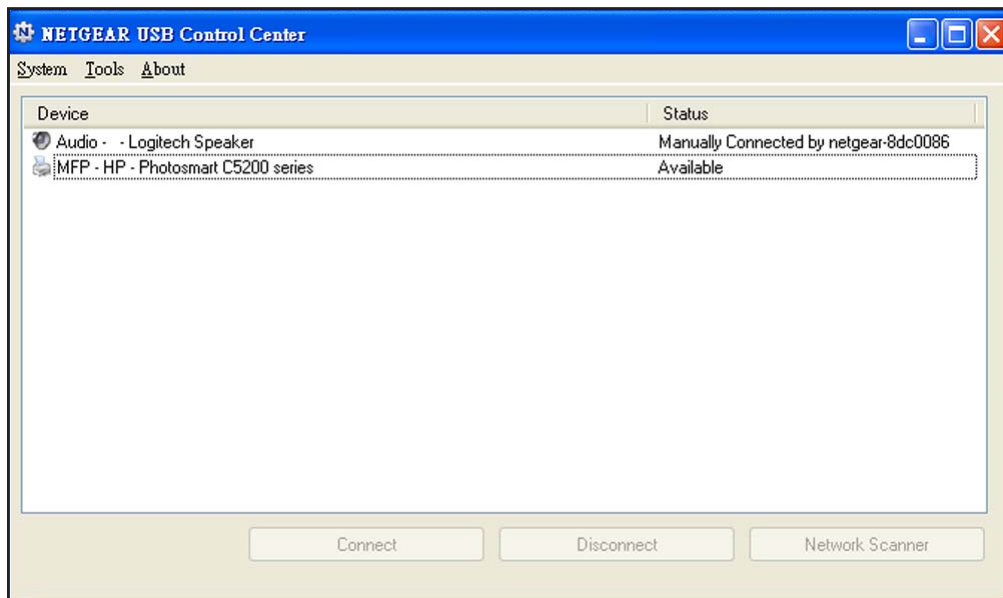 NETGEAR USB Control Center
System Tools About
Device Status
Audio - - Logitech Speaker Manually Connected by netgear-8dc0086
MFP - HP - Photosmart C5200 series Available
Connect Disconnect Network Scanner